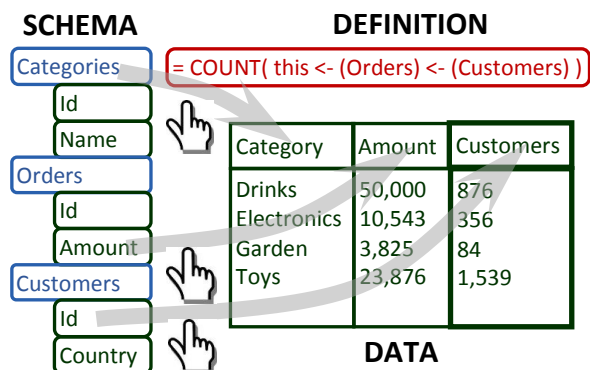 SCHEMA
DEFINITION
Categories
= COUNT( this <- (Orders) <- (Customers) )
Id
Name
Orders
Id
Amount
Customers
Id
Country
Category Amount Customers
Drinks 50,000 876
Electronics 10,543 356
Garden 3,825 84
Toys 23,876 1,539
DATA